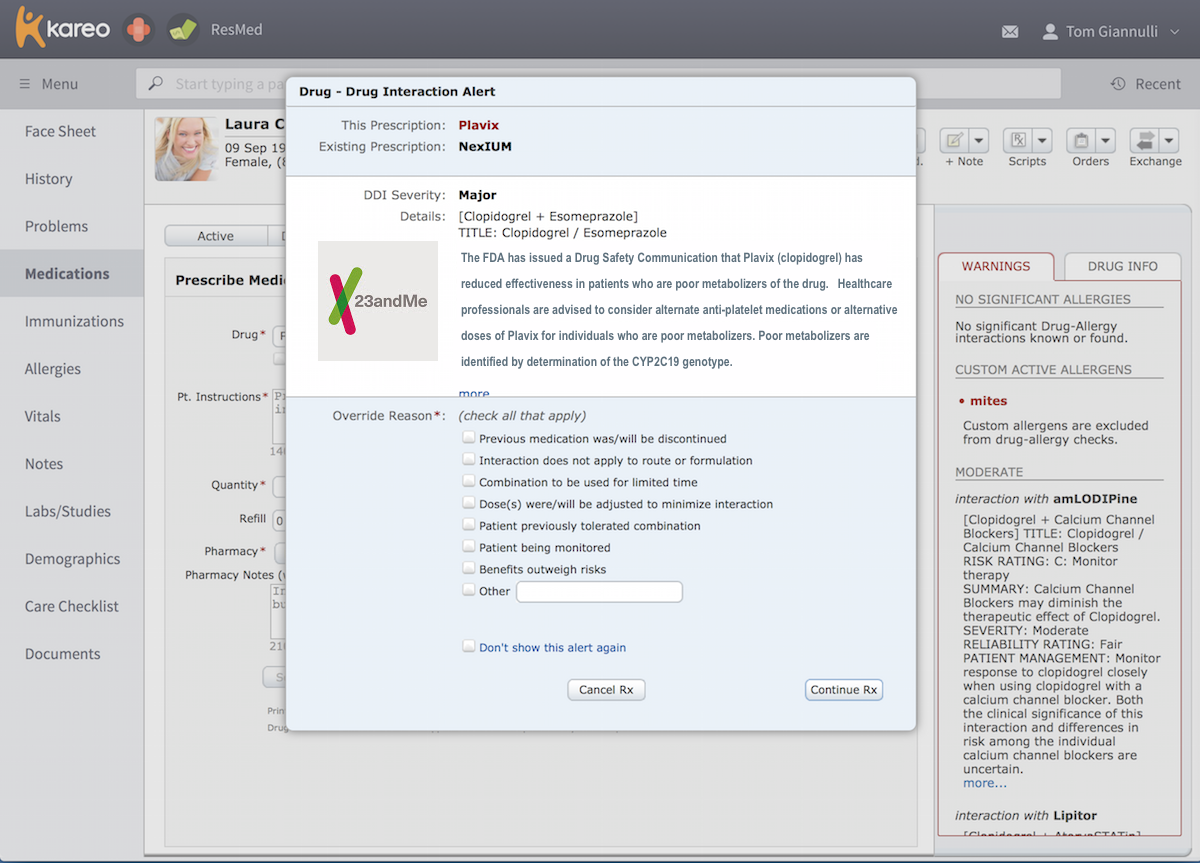 kareo
ResMed
Tom Giannulli
Menu
Start typing a pa
Recent
Face Sheet
History
Problems
Medications
Immunizations
Allergies
Vitals
Notes
Labs/Studies
Demographics
Care Checklist
Documents
Laura C
09 Sep 19
Female, (8
+ Note
Scripts
Orders
Exchange
Active
Prescribe Medi
Drug*
Pt. Instructions*
Quantity*
Refill
0
Pharmacy*
Pharmacy Notes (
Prin
Drug
Drug - Drug Interaction Alert
This Prescription: Plavix
Existing Prescription: NexIUM
DDI Severity: Major
Details: [Clopidogrel + Esomeprazole]
TITLE: Clopidogrel / Esomeprazole
23andMe
The FDA has issued a Drug Safety Communication that Plavix (clopidogrel) has
reduced effectiveness in patients who are poor metabolizers of the drug. Healthcare
professionals are advised to consider alternate anti-platelet medications or alternative
doses of Plavix for individuals who are poor metabolizers. Poor metabolizers are
identified by determination of the CYP2C19 genotype.
more
Override Reason*: (check all that apply)
Previous medication was/will be discontinued
Interaction does not apply to route or formulation
Combination to be used for limited time
Dose(s) were/will be adjusted to minimize interaction
Patient previously tolerated combination
Patient being monitored
Benefits outweigh risks
Other
Don't show this alert again
Cancel Rx
Continue Rx
WARNINGS
DRUG INFO
NO SIGNIFICANT ALLERGIES
No significant Drug-Allergy
interactions known or found.
CUSTOM ACTIVE ALLERGENS
• mites
Custom allergens are excluded
from drug-allergy checks.
MODERATE
interaction with amLODIPine
[Clopidogrel + Calcium Channel
Blockers] TITLE: Clopidogrel /
Calcium Channel Blockers
RISK RATING: C: Monitor
therapy
SUMMARY: Calcium Channel
Blockers may diminish the
therapeutic effect of Clopidogrel.
SEVERITY: Moderate
RELIABILITY RATING: Fair
PATIENT MANAGEMENT: Monitor
response to clopidogrel closely
when using clopidogrel with a
calcium channel blocker. Both
the clinical significance of this
interaction and differences in
risk among the individual
calcium channel blockers are
uncertain.
more...
interaction with Lipitor
[Clopidogrel + AtorvaSTATin]